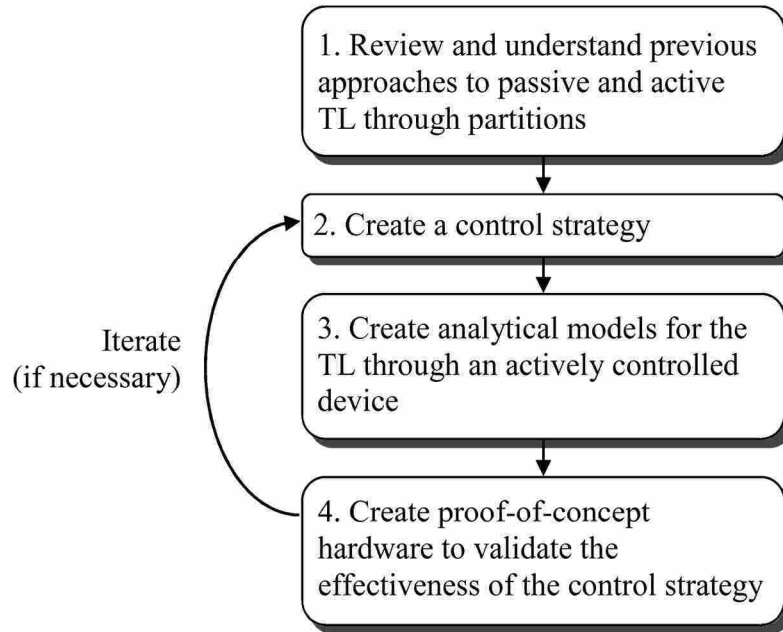 1. Review and understand previous
approaches to passive and active
TL through partitions
2. Create a control strategy
Iterate
(if necessary)
3. Create analytical models for the
TL through an actively controlled
device
4. Create proof-of-concept
hardware to validate the
effectiveness of the control strategy